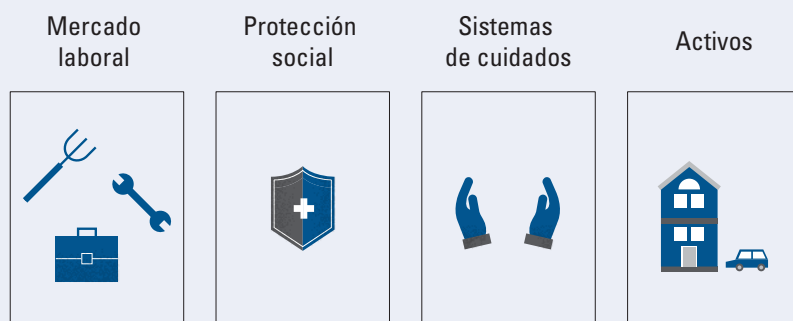 Mercado
laboral
Protección
social
Sistemas
de cuidados
Activos